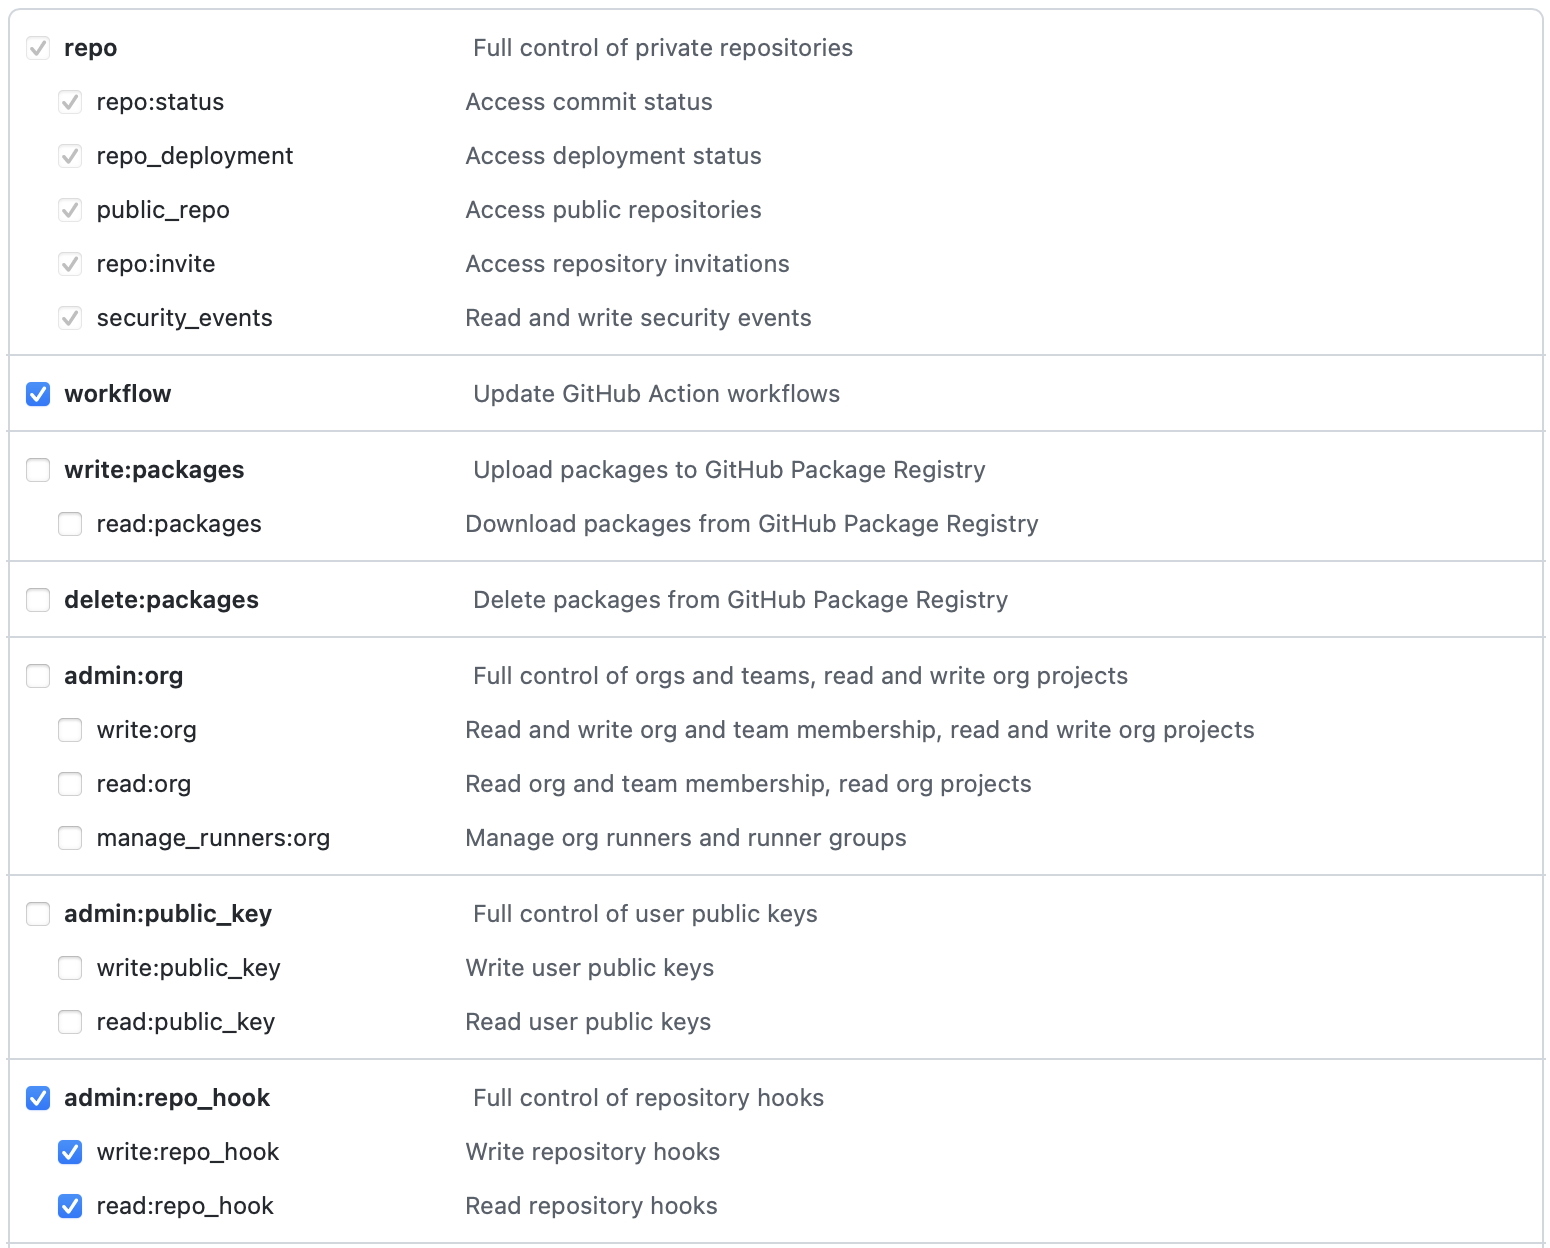 repo Full control of private repositories
repo:status Access commit status
repo_deployment Access deployment status
public_repo Access public repositories
repo:invite Access repository invitations
security_events Read and write security events
workflow Update GitHub Action workflows
write:packages Upload packages to GitHub Package Registry
read:packages Download packages from GitHub Package Registry
delete:packages Delete packages from GitHub Package Registry
admin:org Full control of orgs and teams, read and write org projects
write:org Read and write org and team membership, read and write org projects
read:org Read org and team membership, read org projects
manage_runners:org Manage org runners and runner groups
admin:public_key Full control of user public keys
write:public_key Write user public keys
read:public_key Read user public keys
admin:repo_hook Full control of repository hooks
write:repo_hook Write repository hooks
read:repo_hook Read repository hooks